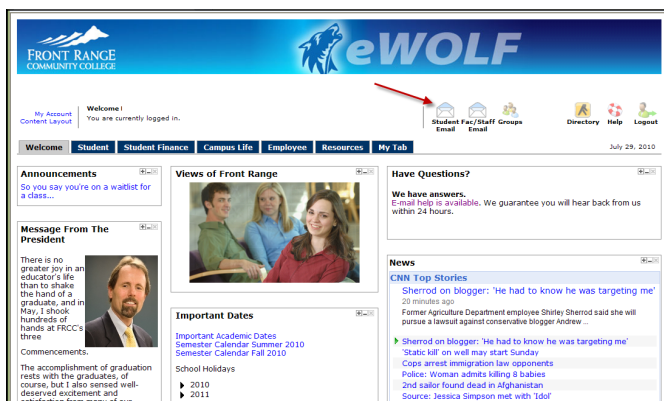 FRONT RANGE
COMMUNITY COLLEGE
eWOLF
My Account
Content Layout
Welcome!
You are currently logged in.
Student Email
Fac/Staff Email
Groups
Directory
Help
Logout
Welcome
Student
Student Finance
Campus Life
Employee
Resources
My Tab
July 29, 2010
Announcements
So you say you're on a waitlist for
a class...
Message From The
President
There is no
greater joy in an
educator's life
than to shake
the hand of a
graduate, and in
May, I shook
hundreds of
hands at FRCC's
three
Commencements.
The accomplishment of graduation
rests with the graduates, of
course, but I also sensed well-
deserved excitement and
satisfaction from many of our
Views of Front Range
Important Dates
Important Academic Dates
Semester Calendar Summer 2010
Semester Calendar Fall 2010
School Holidays
2010
2011
Have Questions?
We have answers.
E-mail help is available. We guarantee you will hear back from us
within 24 hours.
News
CNN Top Stories
Sherrod on blogger: 'He had to know he was targeting me'
20 minutes ago
Former Agriculture Department employee Shirley Sherrod said she will
pursue a lawsuit against conservative blogger Andrew ...
Sherrod on blogger: 'He had to know he was targeting me'
'Static kill' on well may start Sunday
Cops arrest immigration law opponents
Police: Woman admits killing 8 babies
2nd sailor found dead in Afghanistan
Source: Jessica Simpson met with 'Idol'